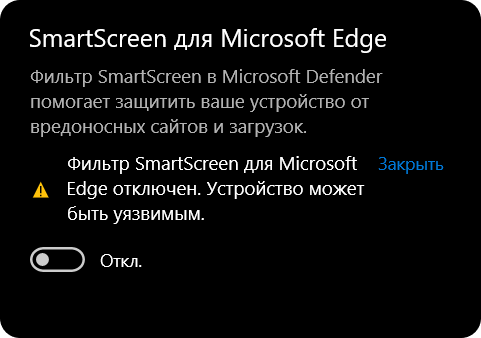 SmartScreen для Microsoft Edge
Фильтр SmartScreen в Microsoft Defender
помогает защитить ваше устройство от
вредоносных сайтов и загрузок.
Фильтр SmartScreen для Microsoft
Edge отключен. Устройство может
быть уязвимым.
Закрыть
Откл.